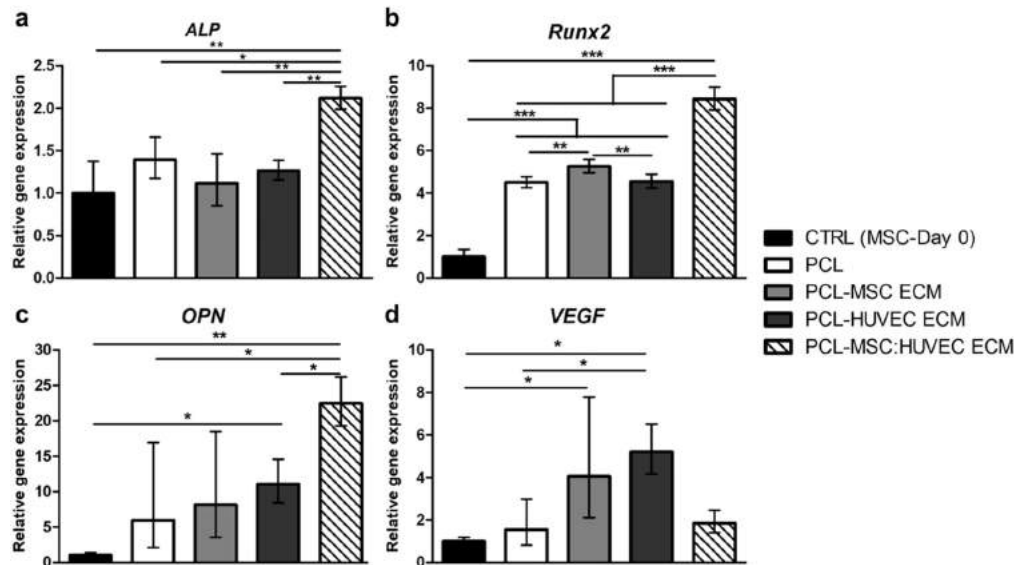 a
ALP
Relative gene expression
2.5
2.0
1.5
1.0
0.5
0.0
**
*
**
**
b
Runx2
Relative gene expression
10
8
6
4
2
0
***
***
***
**
**
c
OPN
Relative gene expression
30
25
20
15
10
5
0
**
*
*
*
d
VEGF
Relative gene expression
10
8
6
4
2
0
*
*
*
CTRL (MSC-Day 0)
PCL
PCL-MSC ECM
PCL-HUVEC ECM
PCL-MSC:HUVEC ECM